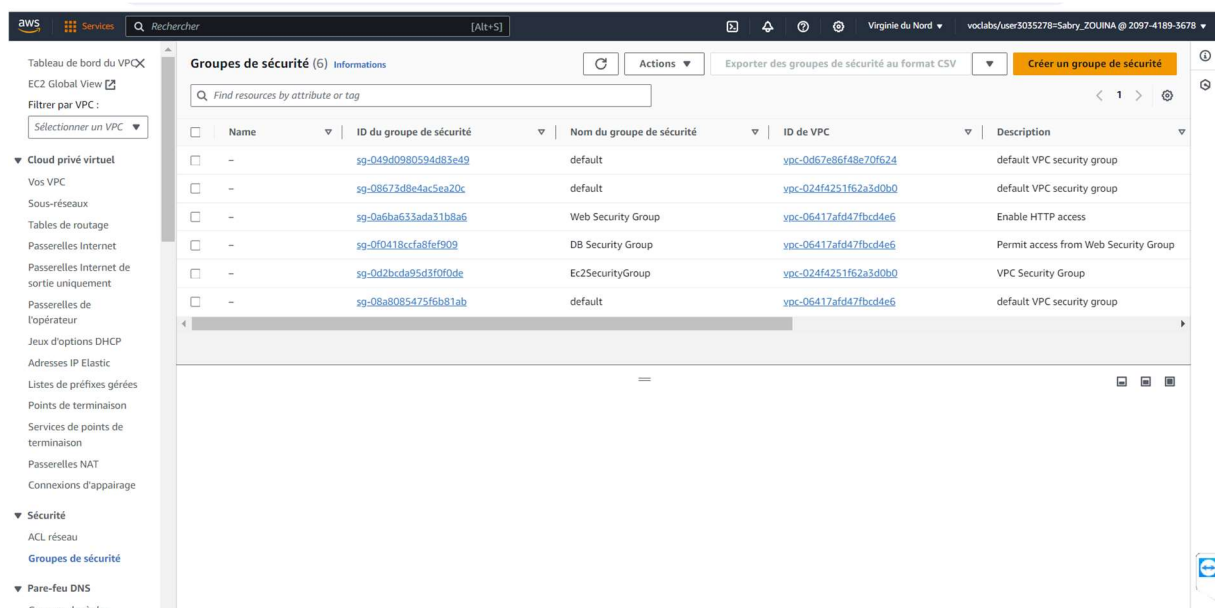 aws
Services
Rechercher
[Alt+S]
Virginie du Nord
voclabs/user3035278=Sabry_ZOUINA @ 2097-4189-3678
Tableau de bord du VPC
EC2 Global View
Filtrer par VPC :
Sélectionner un VPC
Cloud privé virtuel
Vos VPC
Sous-réseaux
Tables de routage
Passerelles Internet
Passerelles Internet de
sortie uniquement
Passerelles de
l'opérateur
Jeux d'options DHCP
Adresses IP Elastic
Listes de préfixes gérées
Points de terminaison
Services de points de
terminaison
Passerelles NAT
Connexions d'appairage
Sécurité
ACL réseau
Groupes de sécurité
Pare-feu DNS
Groupes de sécurité (6) Informations
Actions
Exporter des groupes de sécurité au format CSV
Créer un groupe de sécurité
Find resources by attribute or tag
1
Name ID du groupe de sécurité Nom du groupe de sécurité ID de VPC Description
– sg-049d0980594d83e49 default vpc-0d67e86f48e70f624 default VPC security group
– sg-08673d8e4ac5ea20c default vpc-024f4251f62a3d0b0 default VPC security group
– sg-0a6ba633ada31b8a6 Web Security Group vpc-06417afd47fbcd4e6 Enable HTTP access
– sg-0f0418ccfa8fef909 DB Security Group vpc-06417afd47fbcd4e6 Permit access from Web Security Group
– sg-0d2bcda95d3f0f0de Ec2SecurityGroup vpc-024f4251f62a3d0b0 VPC Security Group
– sg-08a8085475f6b81ab default vpc-06417afd47fbcd4e6 default VPC security group